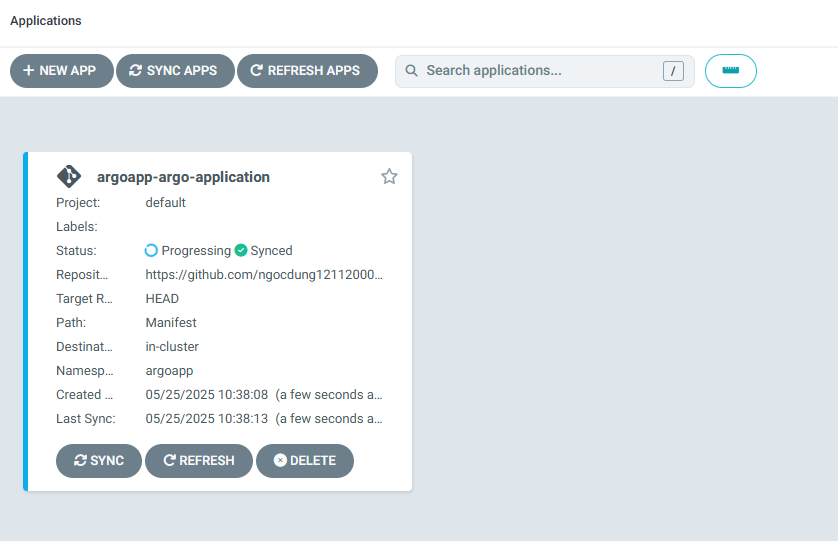 Applications
NEW APP SYNC APPS REFRESH APPS Search applications... /
argoapp-argo-application
Project: default
Labels:
Status: Progressing Synced
Reposit... https://github.com/ngocdung12112000...
Target R... HEAD
Path: Manifest
Destinat... in-cluster
Namesp... argoapp
Created ... 05/25/2025 10:38:08 (a few seconds a...
Last Sync: 05/25/2025 10:38:13 (a few seconds a...
SYNC REFRESH DELETE